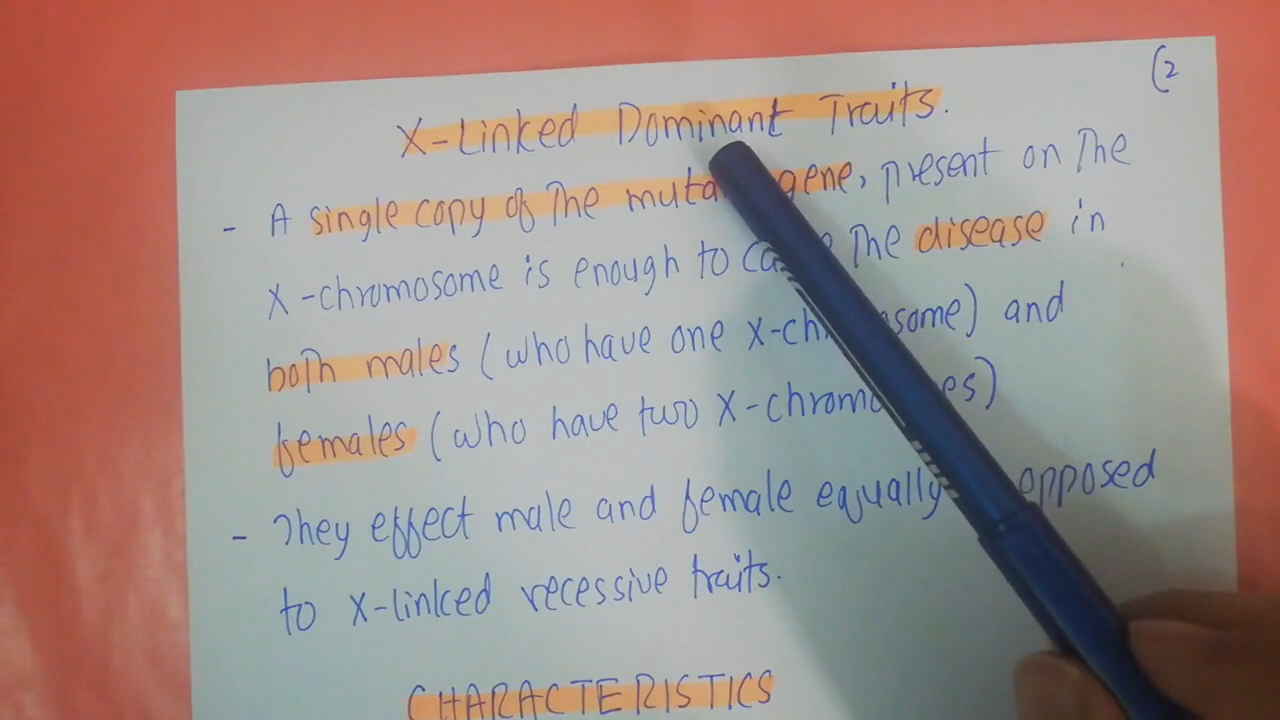 (2
X-Linked Dominant Traits.
- A single copy of The muta gene, present on The
X-chromosome is enough to The disease in
both males (who have one X-ch some) and
females (who have two X-chromo es)
- They effect male and female equally opposed
to X-linked recessive traits.
CHARACTERISTICS